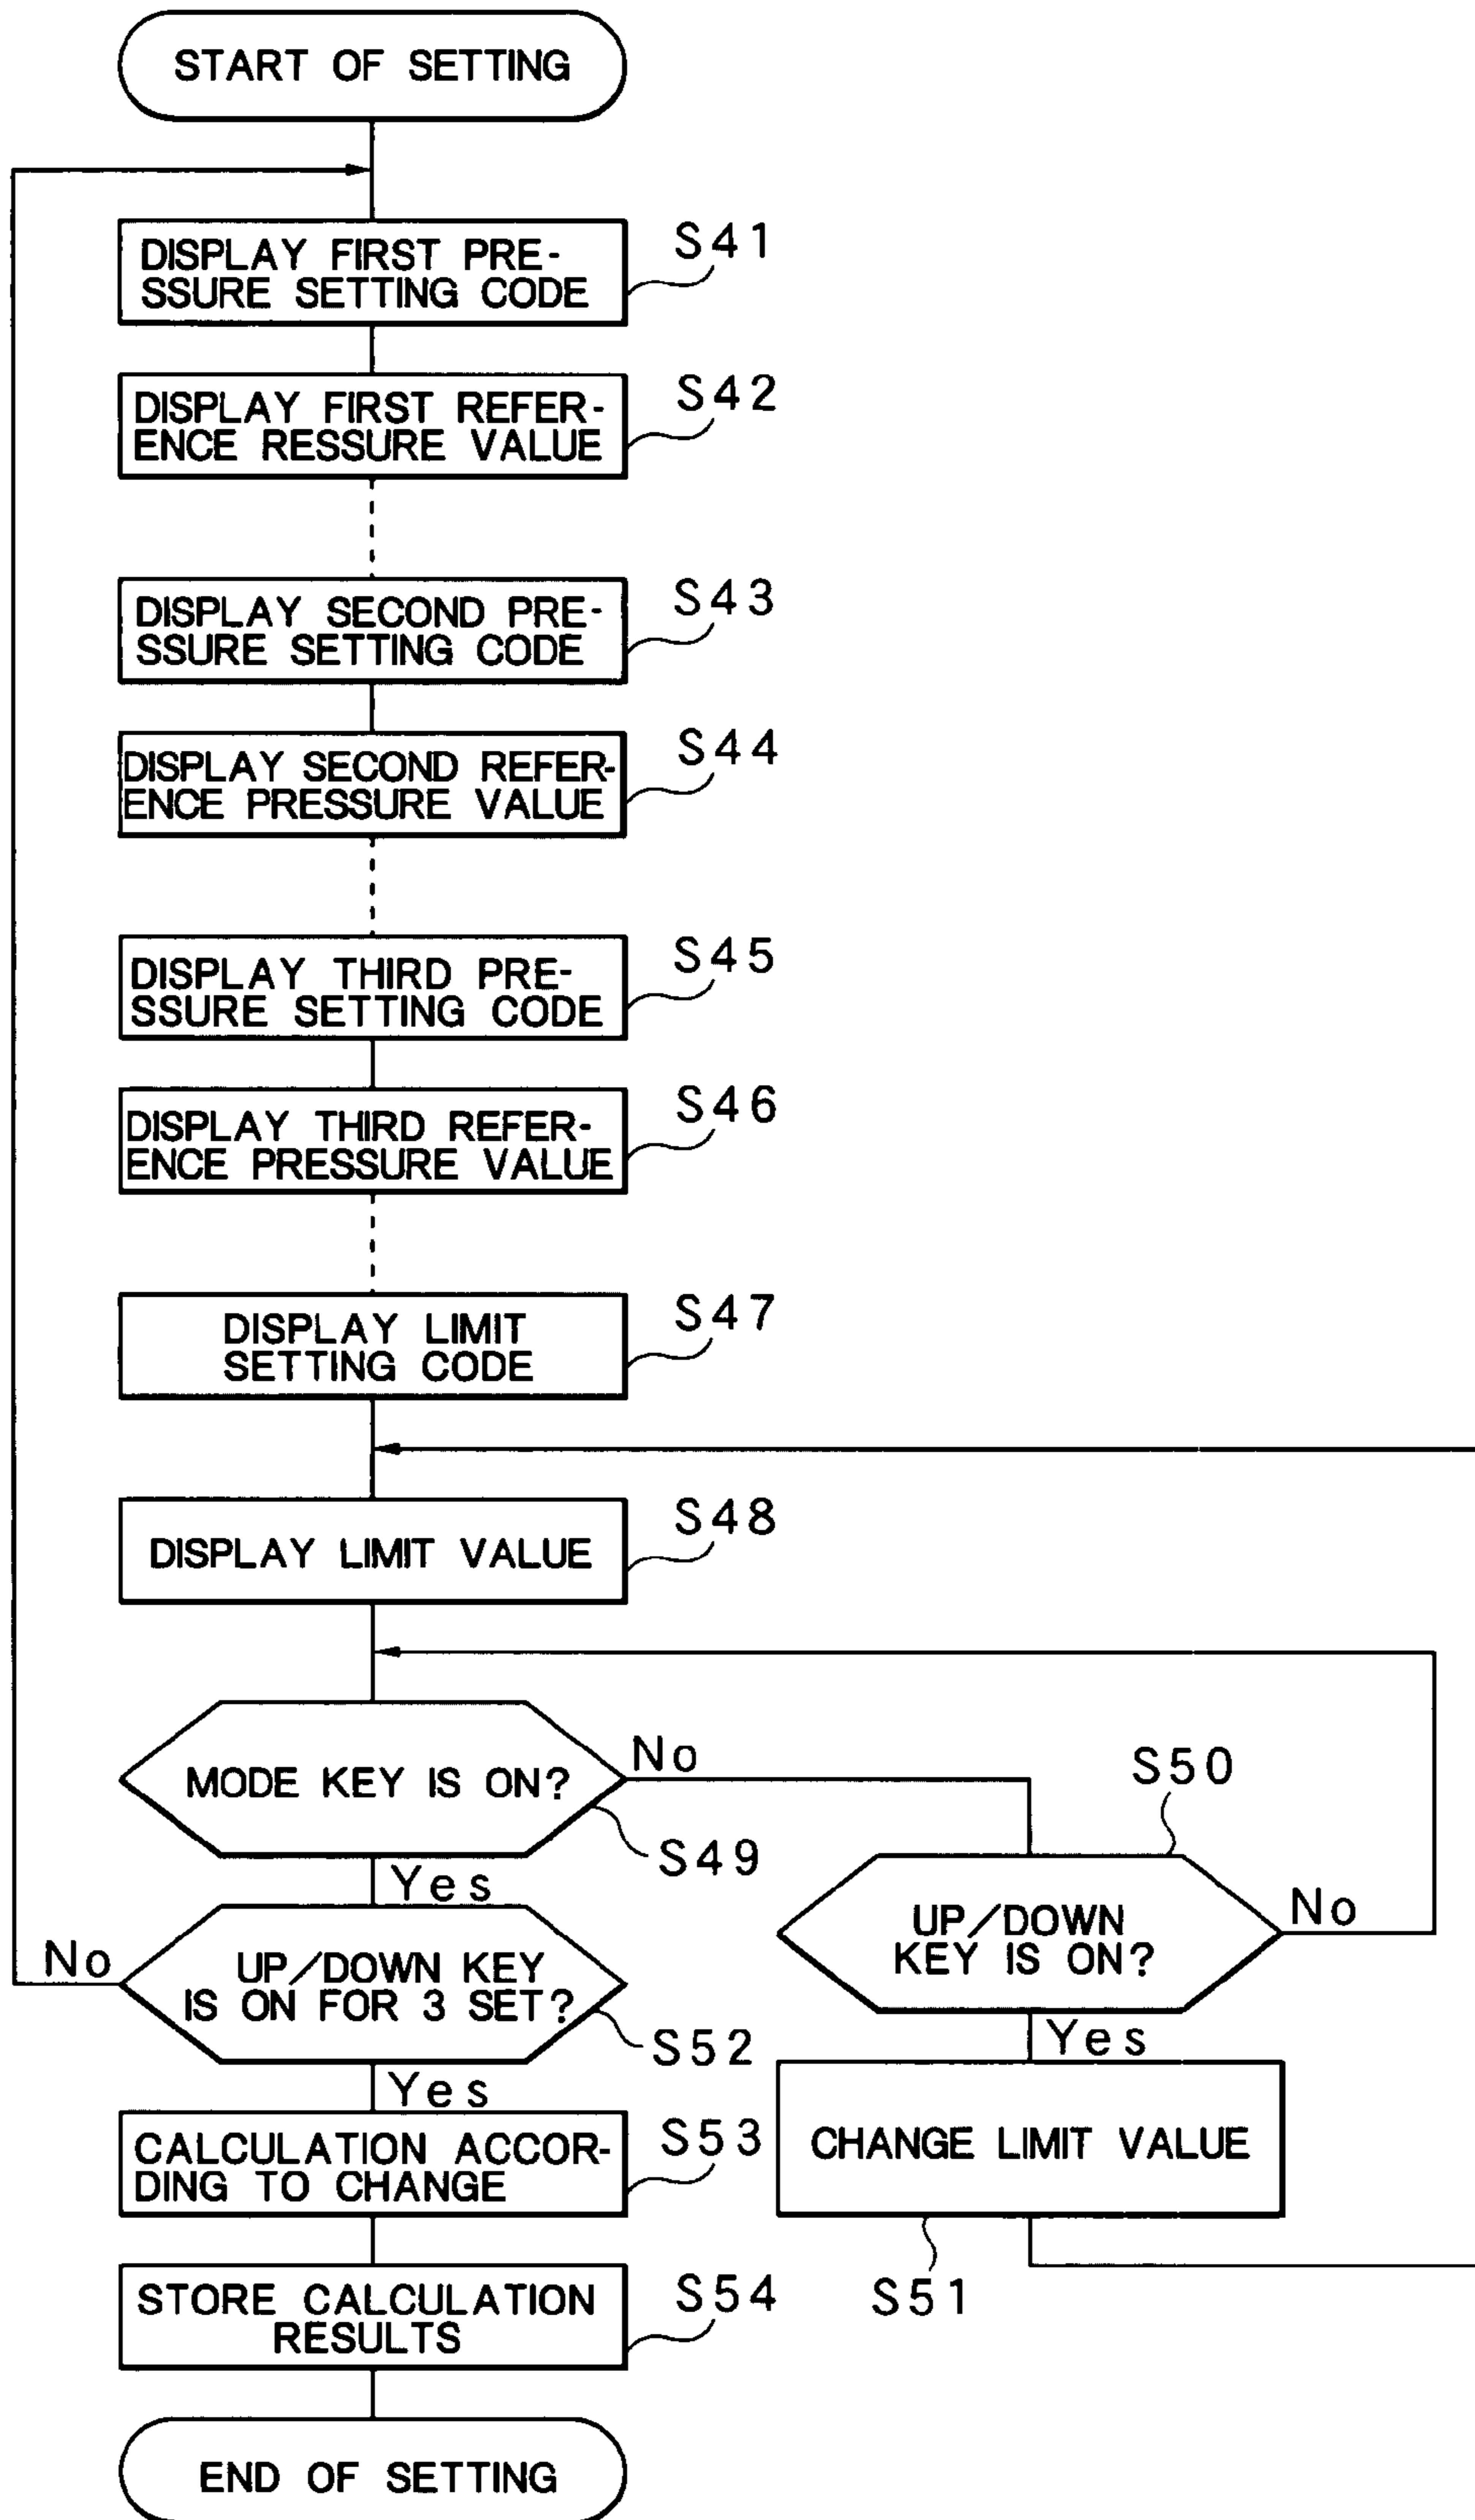 START OF SETTING
DISPLAY FIRST PRE-
SSURE SETTING CODE
S41
DISPLAY FIRST REFER-
ENCE RESSURE VALUE
S42
DISPLAY SECOND PRE-
SSURE SETTING CODE
S43
DISPLAY SECOND REFER-
ENCE PRESSURE VALUE
S44
DISPLAY THIRD PRE-
SSURE SETTING CODE
S45
DISPLAY THIRD REFER-
ENCE PRESSURE VALUE
S46
DISPLAY LIMIT
SETTING CODE
S47
DISPLAY LIMIT VALUE
S48
MODE KEY IS ON?
No
S49
Yes
S50
UP/DOWN
KEY IS ON?
No
Yes
No
UP/DOWN KEY
IS ON FOR 3 SET?
S52
Yes
CHANGE LIMIT VALUE
S51
CALCULATION ACCOR-
DING TO CHANGE
S53
STORE CALCULATION
RESULTS
S54
END OF SETTING